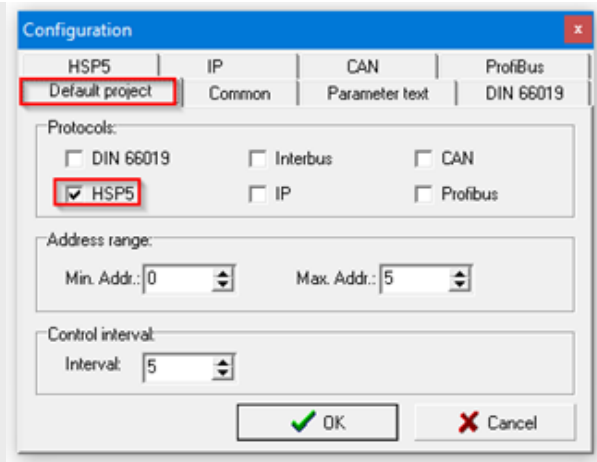 Configuration
x
HSP5 IP CAN ProfiBus
Default project Common Parameter text DIN 66019
Protocols:
DIN 66019 Interbus CAN
HSP5 IP Profibus
Address range:
Min. Addr.: 0 Max. Addr.: 5
Control interval:
Interval: 5
OK Cancel